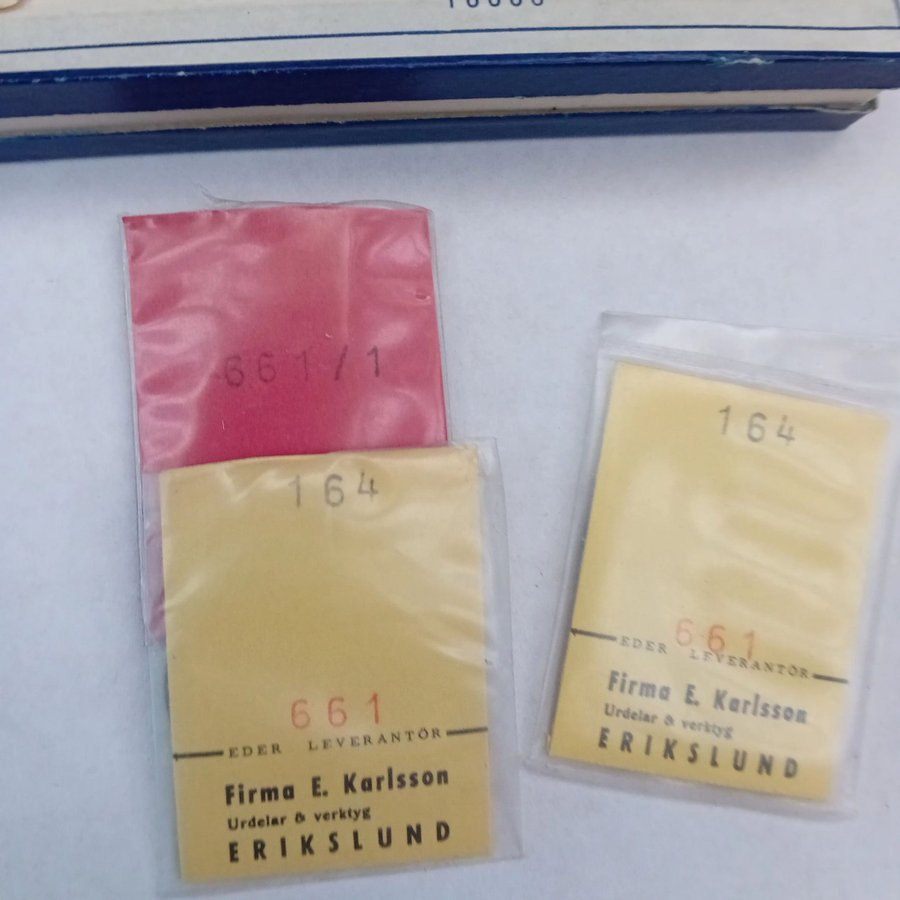 661/1
164
661
EDER LEVERANTÖR
Firma E. Karlsson
Urdelar & verktyg
ERIKSLUND
164
661
EDER LEVERANTÖR
Firma E. Karlsson
Urdelar & verktyg
ERIKSLUND